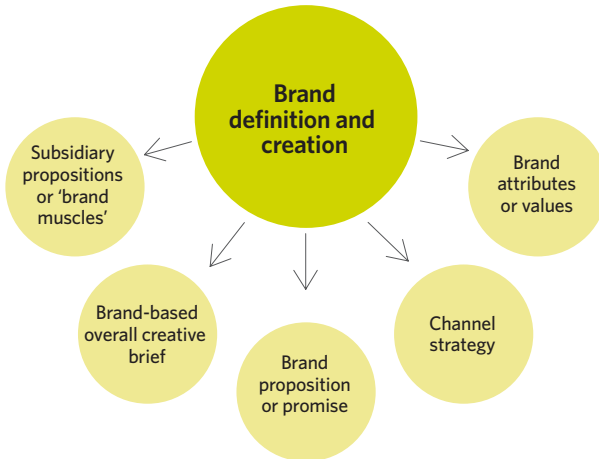 Brand
definition and
creation
Subsidiary
propositions
or ‘brand
muscles’
Brand-based
overall creative
brief
Brand
proposition
or promise
Channel
strategy
Brand
attributes
or values